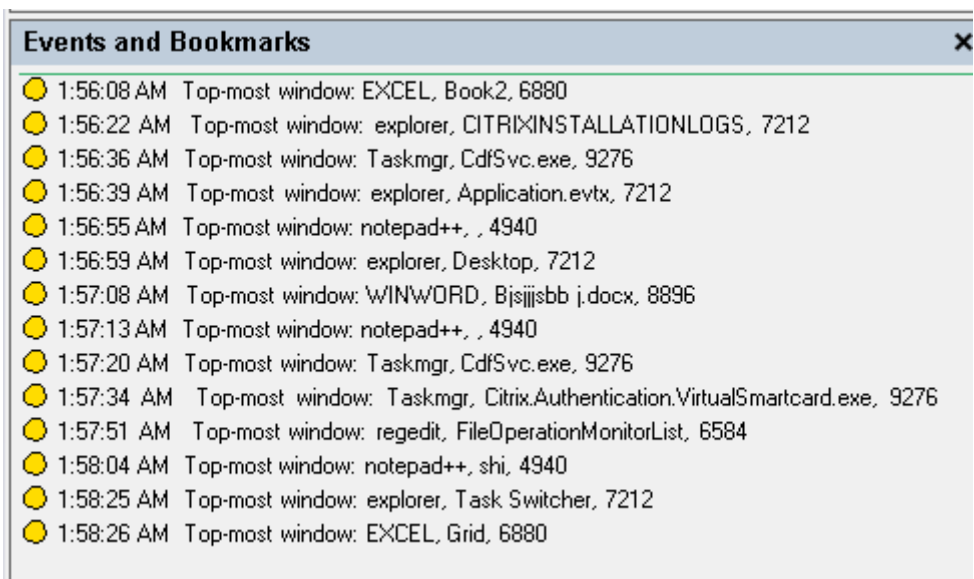 Events and Bookmarks
1:56:08 AM Top-most window: EXCEL, Book2, 6880
1:56:22 AM Top-most window: explorer, CITRIXINSTALLATIONLOGS, 7212
1:56:36 AM Top-most window: Taskmgr, CdfSvc.exe, 9276
1:56:39 AM Top-most window: explorer, Application.evtx, 7212
1:56:55 AM Top-most window: notepad++, , 4940
1:56:59 AM Top-most window: explorer, Desktop, 7212
1:57:08 AM Top-most window: WINWORD, Bjsjjjsbb j.docx, 8896
1:57:13 AM Top-most window: notepad++, , 4940
1:57:20 AM Top-most window: Taskmgr, CdfSvc.exe, 9276
1:57:34 AM Top-most window: Taskmgr, Citrix.Authentication.VirtualSmartcard.exe, 9276
1:57:51 AM Top-most window: regedit, FileOperationMonitorList, 6584
1:58:04 AM Top-most window: notepad++, shi, 4940
1:58:25 AM Top-most window: explorer, Task Switcher, 7212
1:58:26 AM Top-most window: EXCEL, Grid, 6880